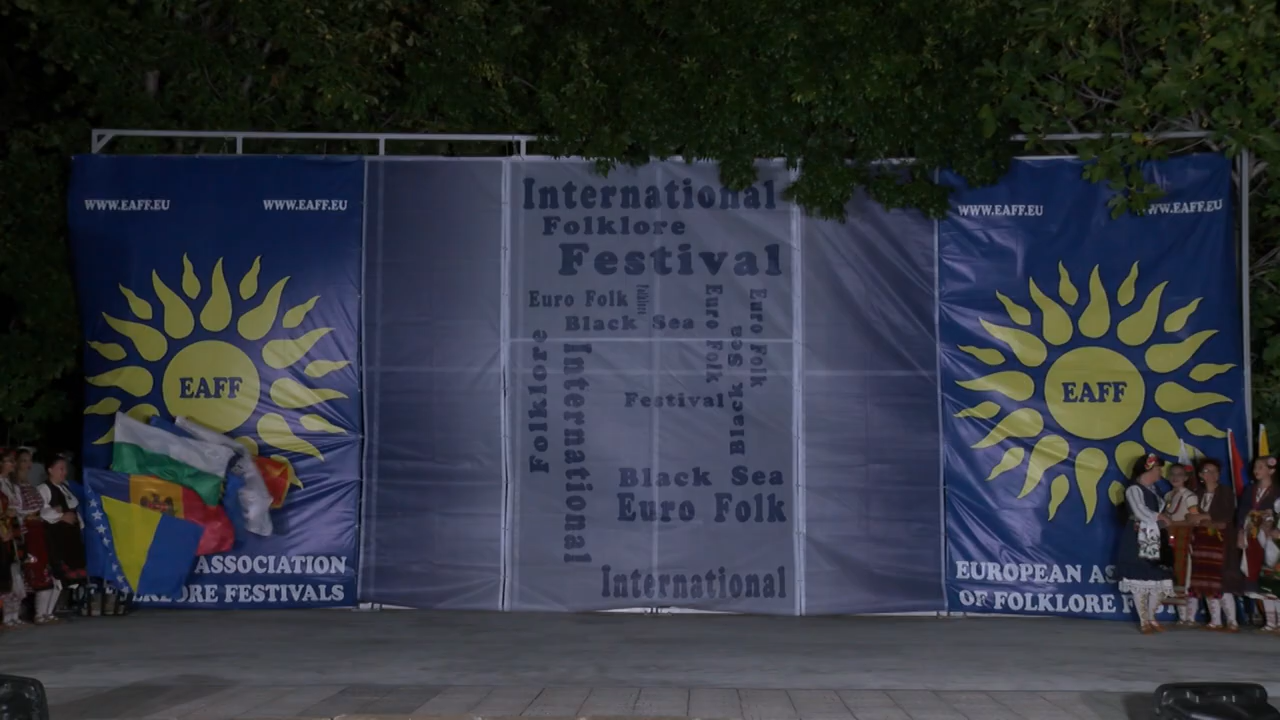 WWW.EAFF.EU
WWW.EAFF.EU
EAFF
ASSOCIATION
FOLKLORE FESTIVALS
International
Folklore
Festival
Euro Folk
Black Sea
Euro Folk
Euro Folk
Folklore
International
Festival
Black Sea
Black Sea
Euro Folk
International
WWW.EAFF.EU
WWW.EAFF.EU
EAFF
EUROPEAN AS
OF FOLKLORE F